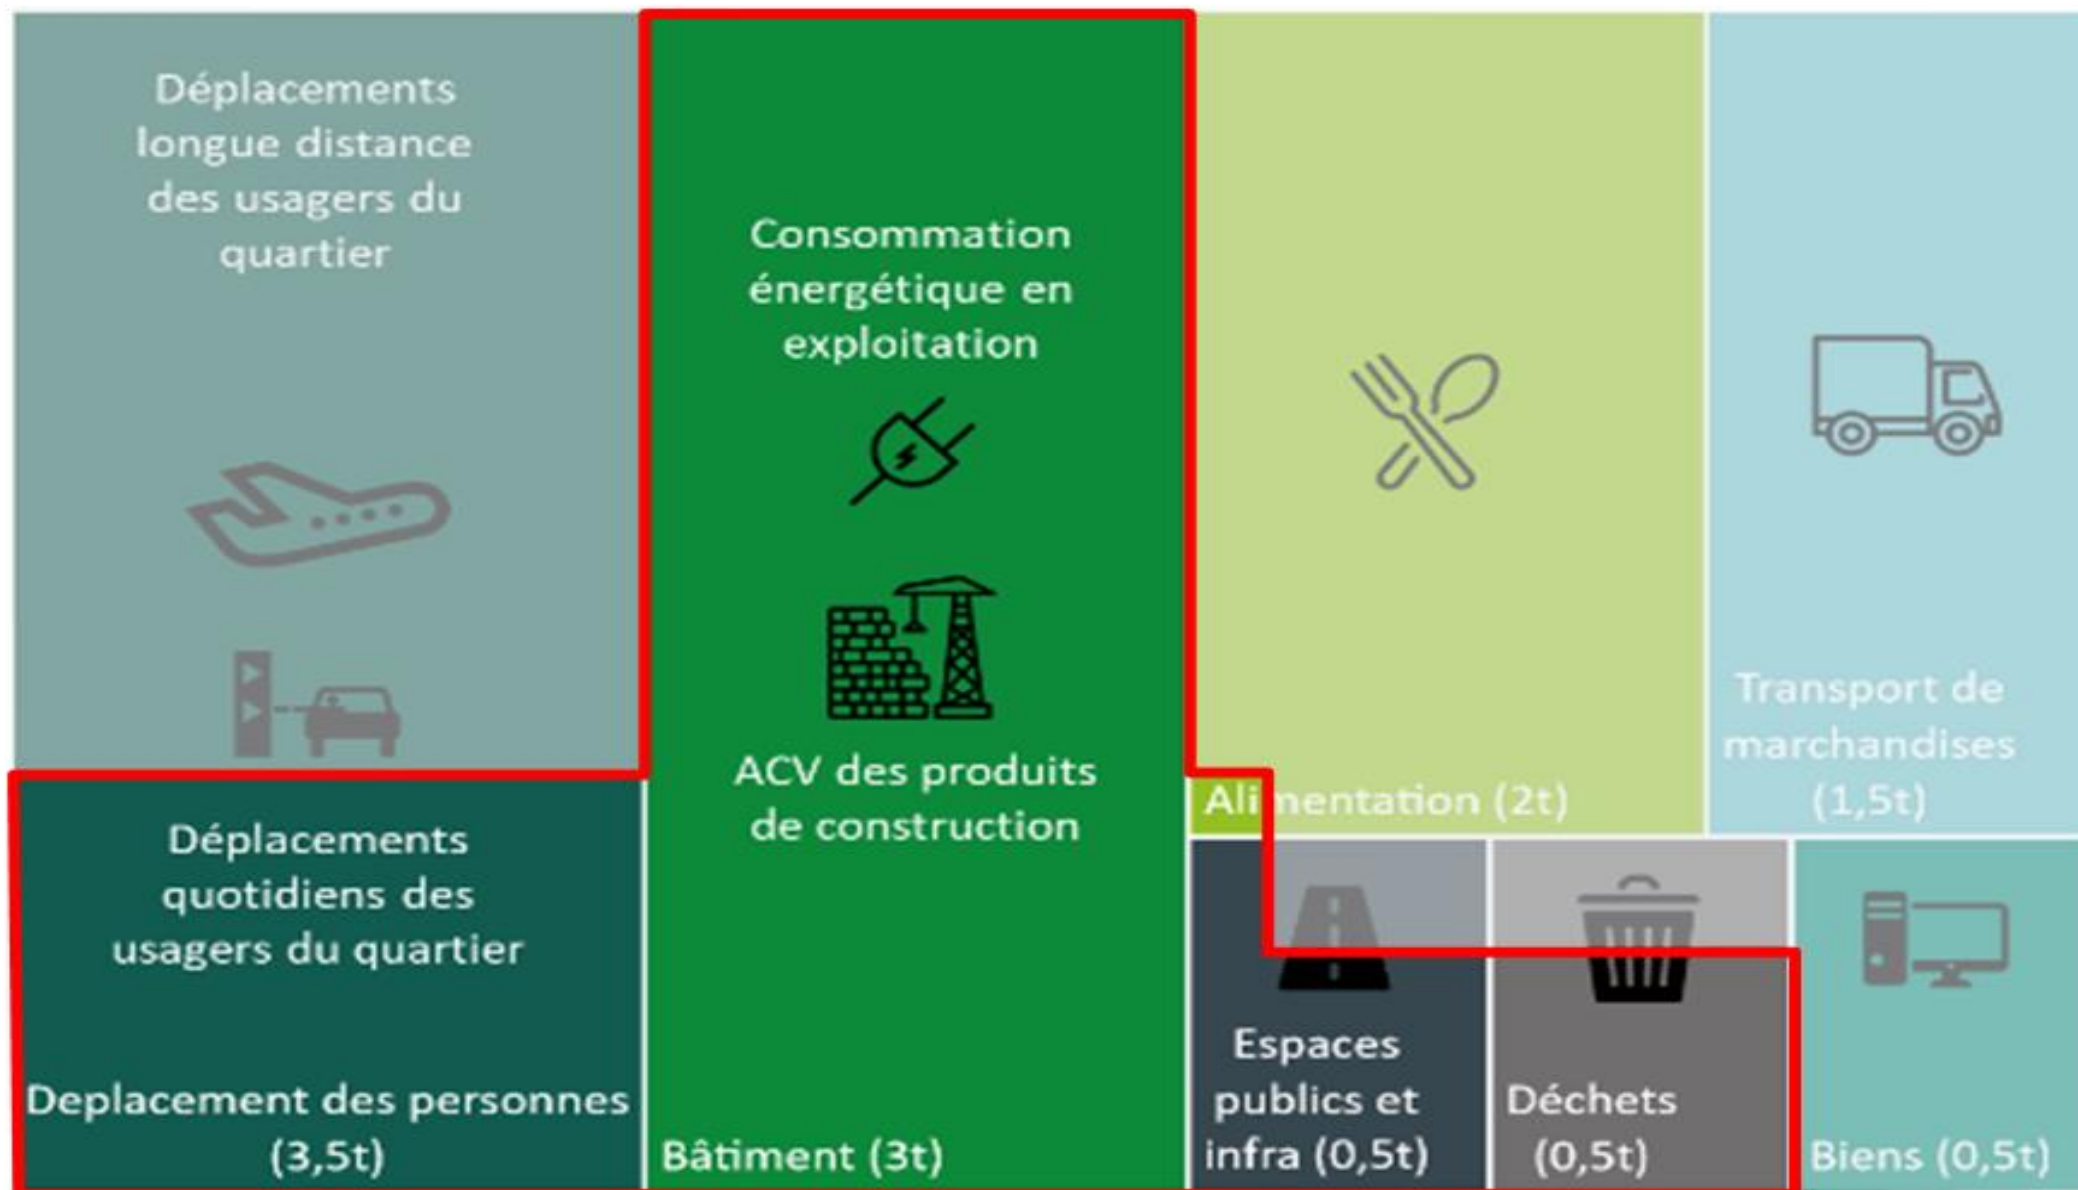 Déplacements
longue distance
des usagers du
quartier
Déplacements
quotidiens des
usagers du quartier
Deplacement des personnes
(3,5t)
Consommation
énergétique en
exploitation
ACV des produits
de construction
Bâtiment (3t)
Alimentation (2t)
Transport de
marchandises
(1,5t)
Espaces
publics et
infra (0,5t)
Déchets
(0,5t)
Biens (0,5t)